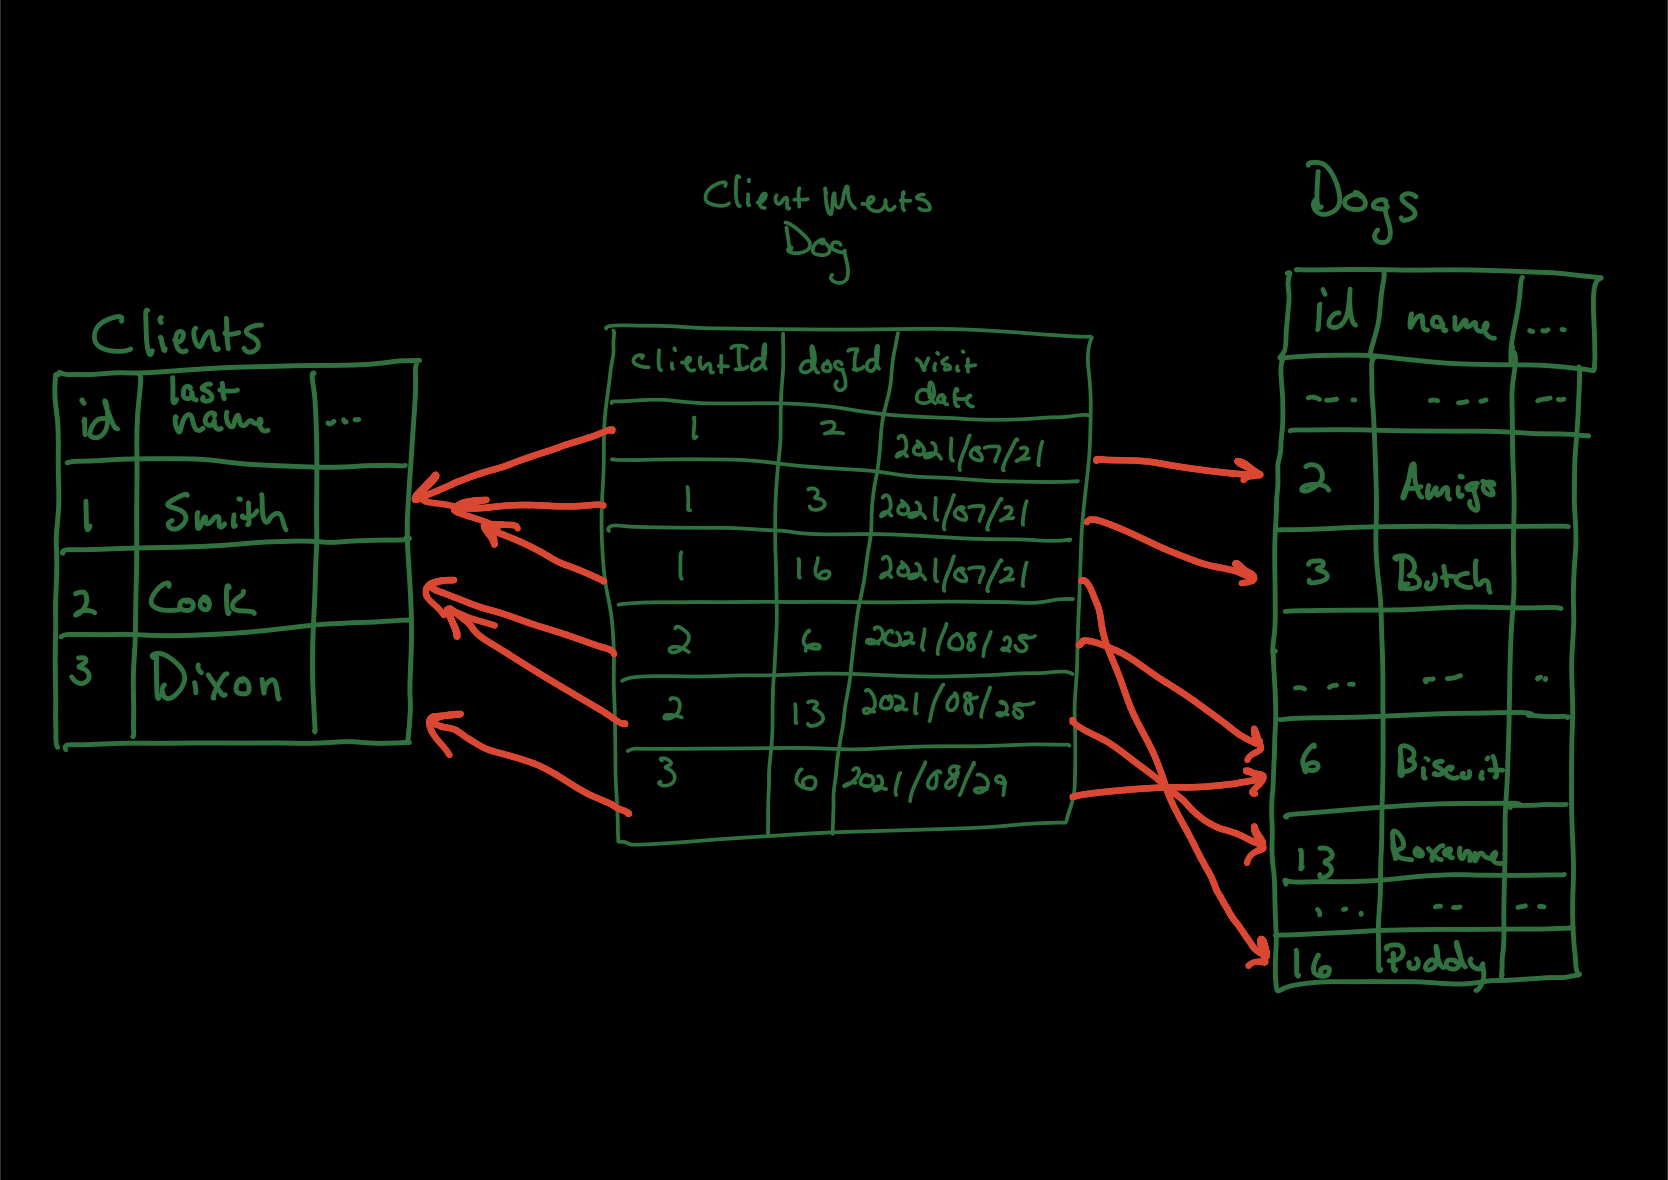 Clients
id last name ...
1 Smith
2 Cook
3 Dixon
Client Meets
Dog
clientId dogId visit date
1 2 2021/07/21
1 3 2021/07/21
1 16 2021/07/21
2 6 2021/08/25
2 13 2021/08/25
3 6 2021/08/29
Dogs
id name ....
---- --- --
2 Amigo
3 Butch
- -- -- ..
6 Biscuit
13 Roxanne
... -- --
16 Puddy